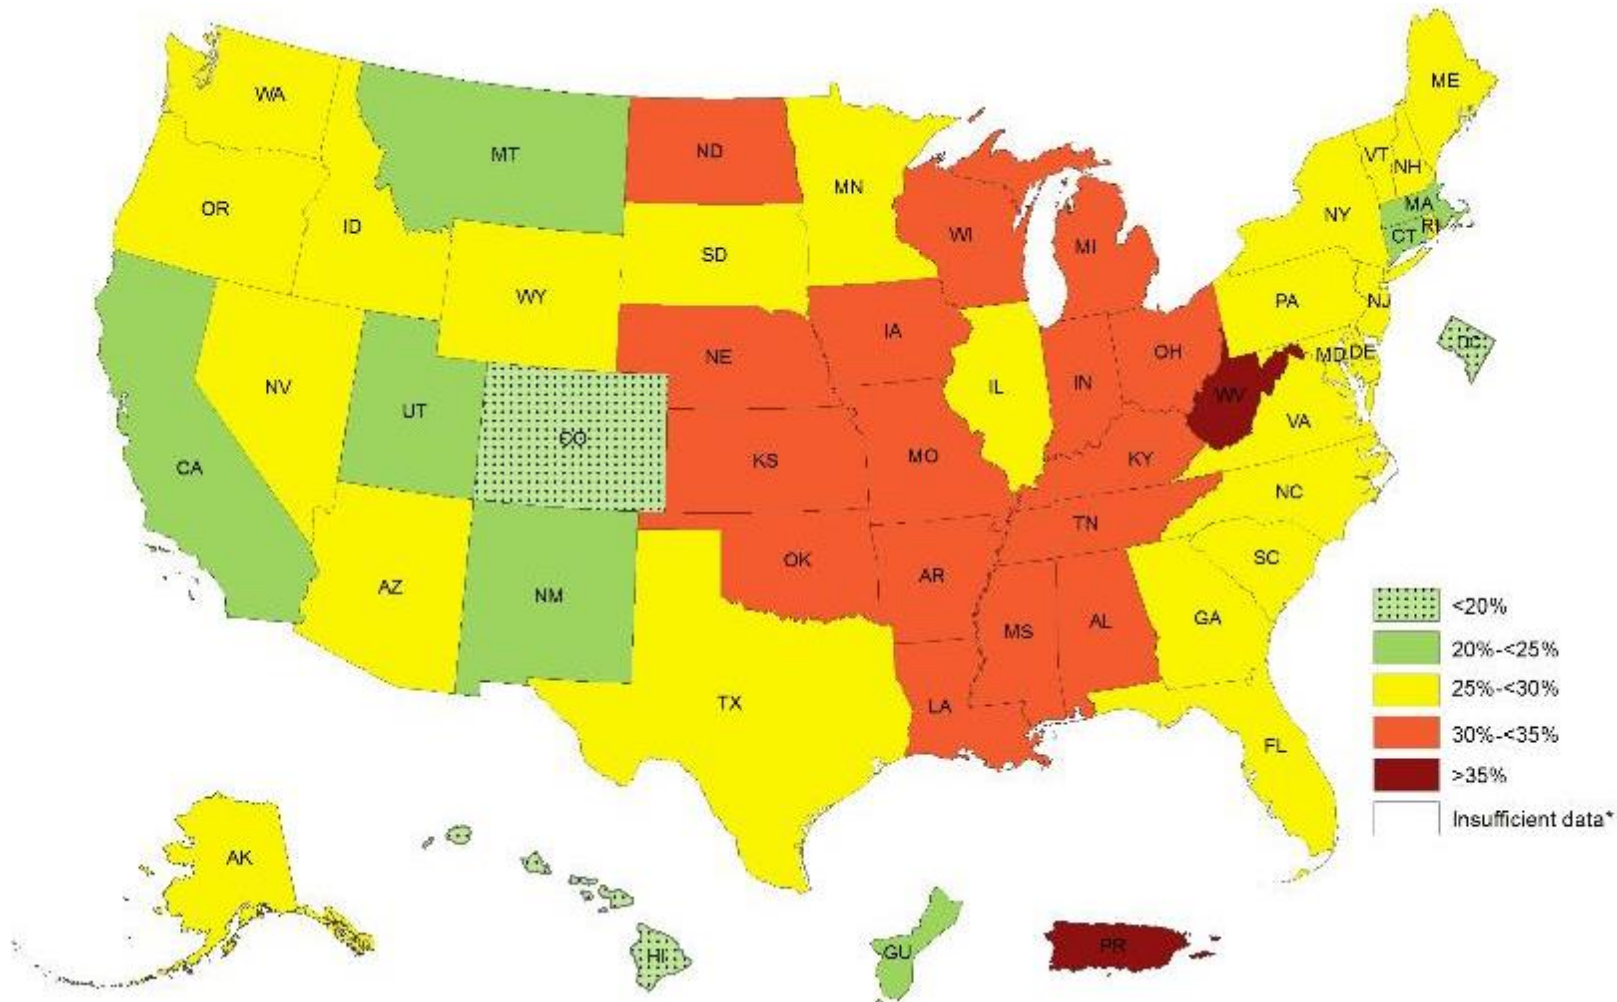 WA
MT
ND
MN
OR
ID
SD
WY
WI
MI
ME
VT
NH
NY
MA
CT
RI
NV
UT
CO
CA
NE
IA
IL
IN
OH
PA
NJ
MD
DE
DC
WV
VA
KS
MO
KY
AZ
NM
OK
AR
TN
NC
SC
TX
LA
MS
AL
GA
FL
AK
HI
GU
PR
<20%
20%-<25%
25%-<30%
30%-<35%
>35%
Insufficient data*